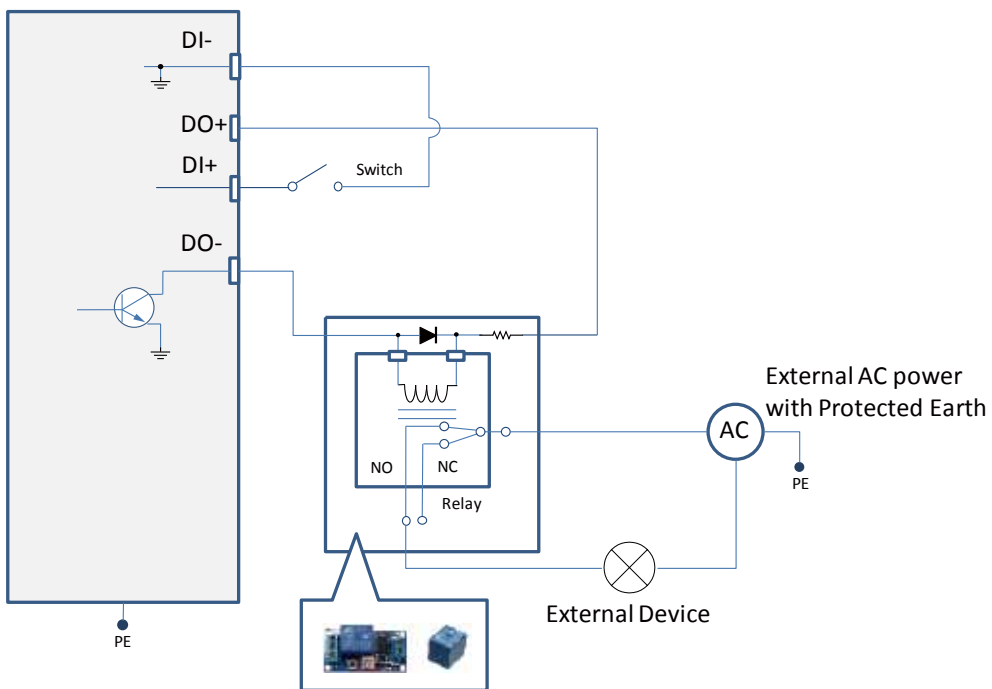 DI-
DO+
DI+
Switch
DO-
External AC power
with Protected Earth
AC
PE
NO
NC
Relay
External Device
PE